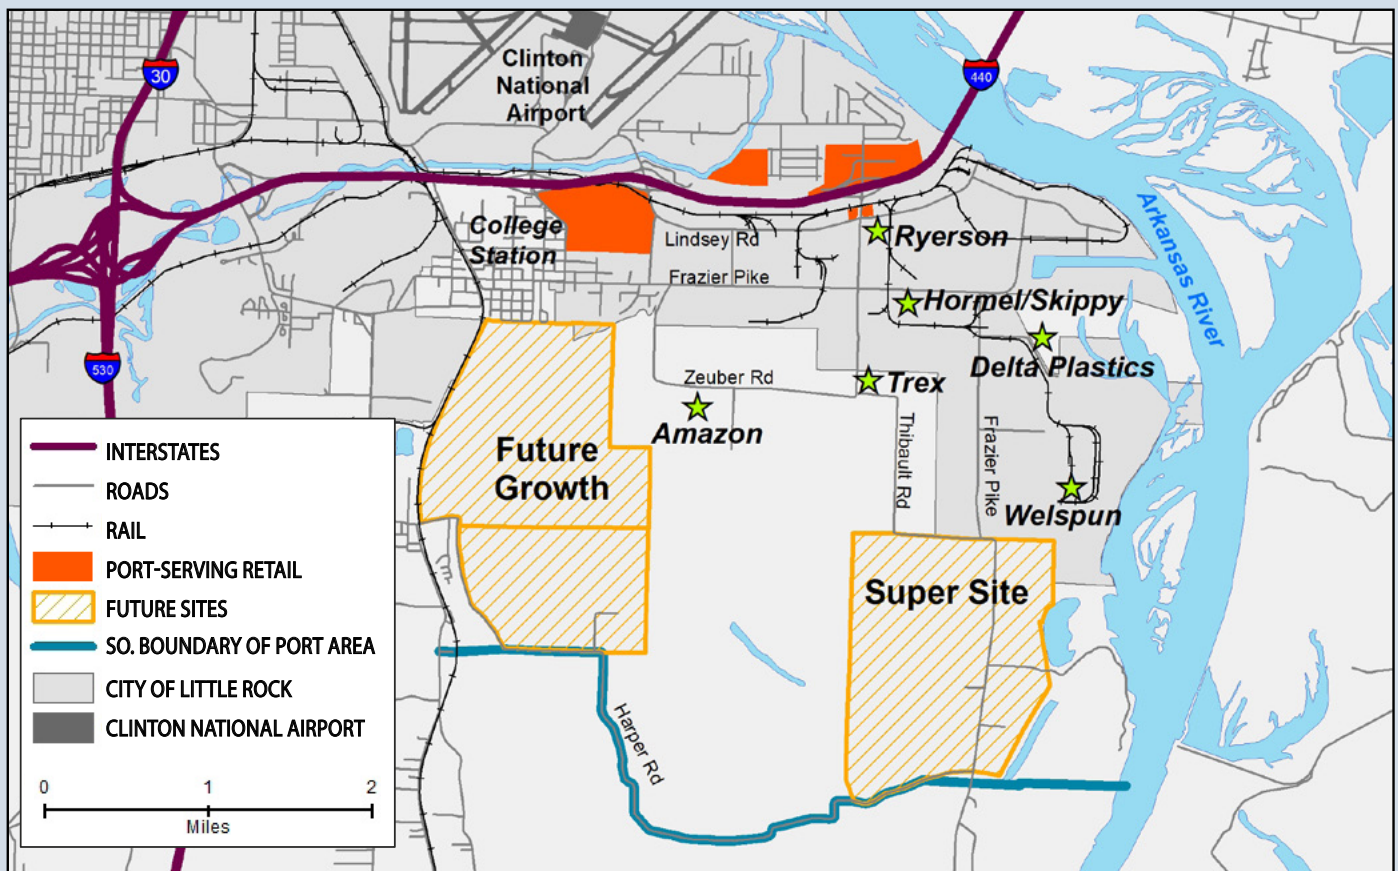 30
Clinton
National
Airport
440
College
Station
Lindsey Rd
Frazier Pike
Ryerson
Arkansas River
Hormel/Skippy
Delta Plastics
530
Zeuber Rd
Trex
Amazon
Thibault Rd
Frazier Pike
Future
Growth
Welspun
Super Site
Harper Rd
INTERSTATES
ROADS
RAIL
PORT-SERVING RETAIL
FUTURE SITES
SO. BOUNDARY OF PORT AREA
CITY OF LITTLE ROCK
CLINTON NATIONAL AIRPORT
0 1 2
Miles